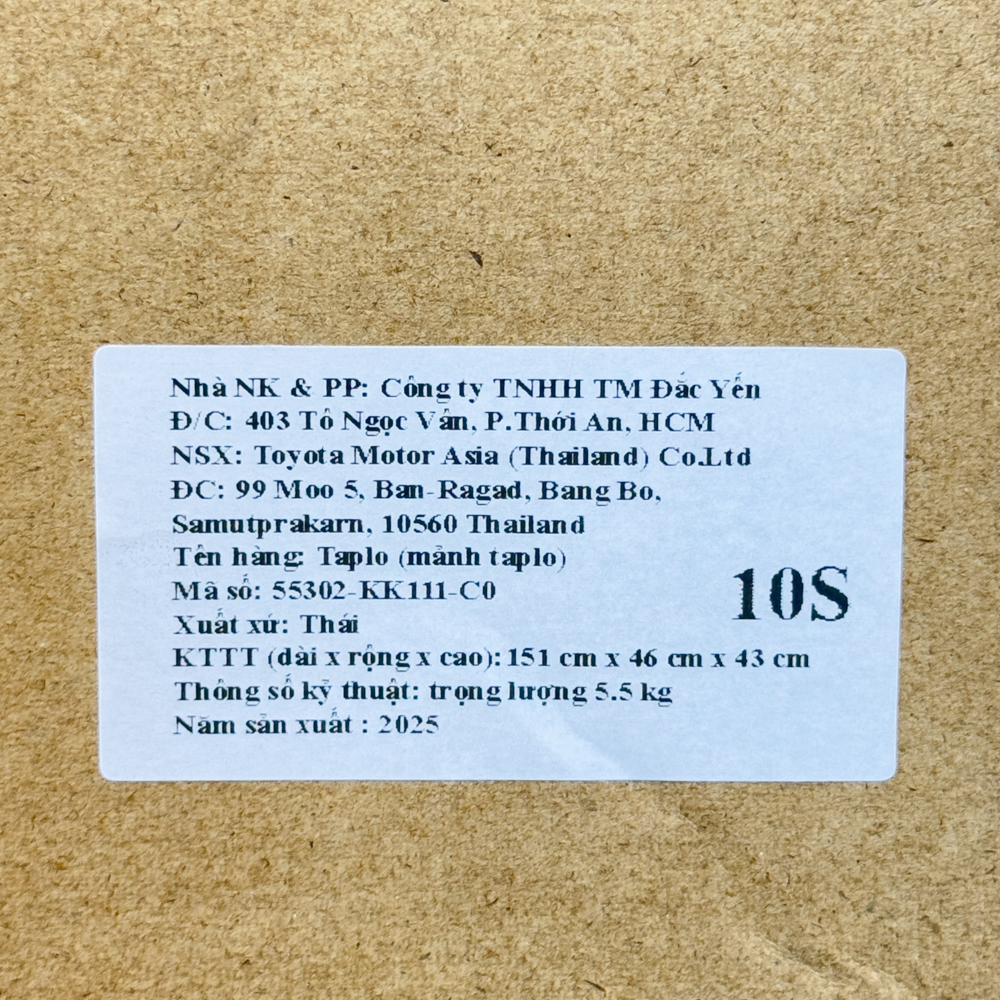 Nhà NK & PP: Công ty TNHH TM Đắc Yến
Đ/C: 403 Tô Ngọc Vân, P.Thới An, HCM
NSX: Toyota Motor Asia (Thailand) Co.Ltd
ĐC: 99 Moo 5, Ban-Ragad, Bang Bo,
Samutprakarn, 10560 Thailand
Tên hàng: Taplo (mảnh taplo)
Mã số: 55302-KK111-C0
10S
Xuất xứ: Thái
KTTT (dài x rộng x cao): 151 cm x 46 cm x 43 cm
Thông số kỹ thuật: trọng lượng 5.5 kg
Năm sản xuất : 2025